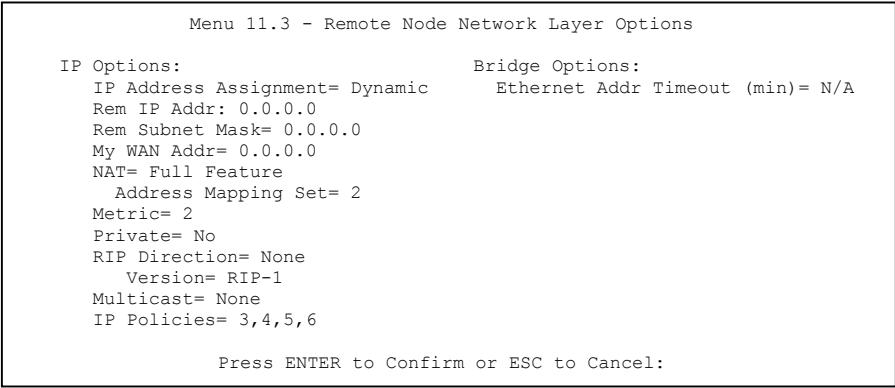 Menu 11.3 - Remote Node Network Layer Options
IP Options: Bridge Options:
IP Address Assignment= Dynamic Ethernet Addr Timeout (min)= N/A
Rem IP Addr: 0.0.0.0
Rem Subnet Mask= 0.0.0.0
My WAN Addr= 0.0.0.0
NAT= Full Feature
Address Mapping Set= 2
Metric= 2
Private= No
RIP Direction= None
Version= RIP-1
Multicast= None
IP Policies= 3,4,5,6
Press ENTER to Confirm or ESC to Cancel: